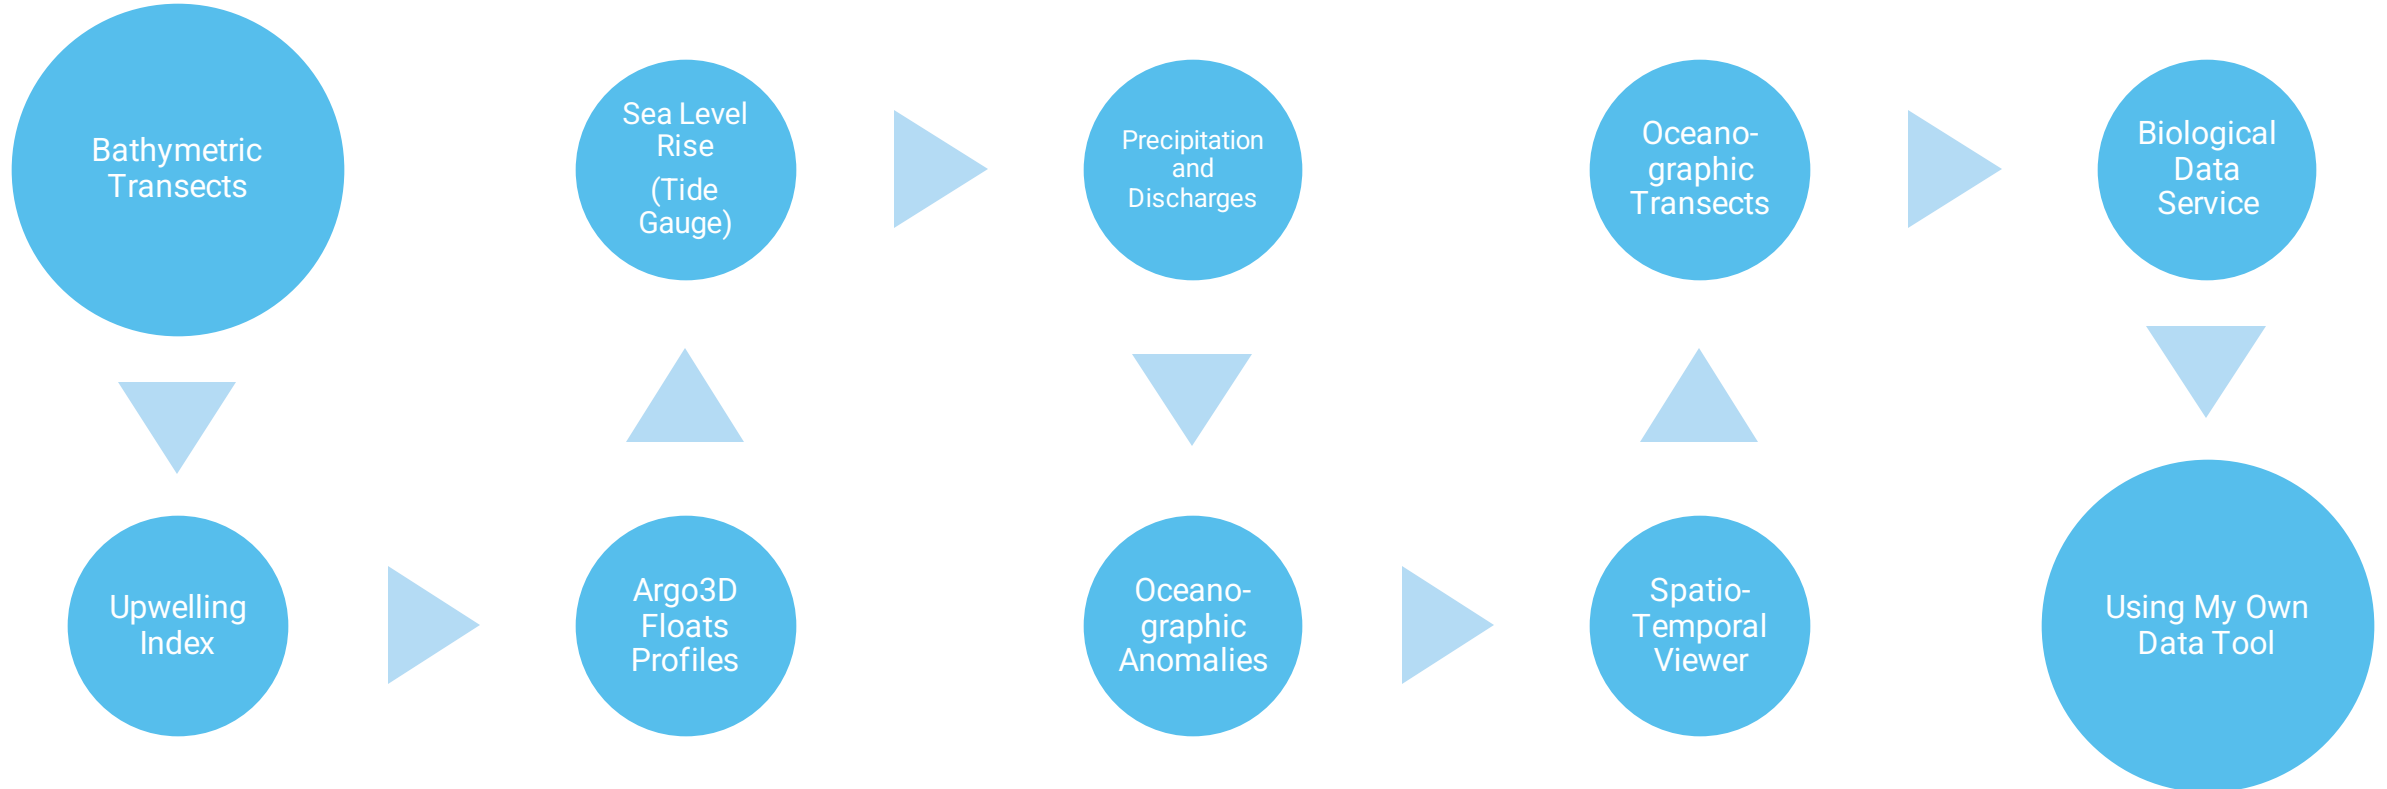 Bathymetric
Transects
Upwelling
Index
Argo3D
Floats
Profiles
Sea Level
Rise
(Tide
Gauge)
Precipitation
and
Discharges
Oceano-
graphic
Anomalies
Spatio-
Temporal
Viewer
Oceano-
graphic
Transects
Biological
Data
Service
Using My Own
Data Tool